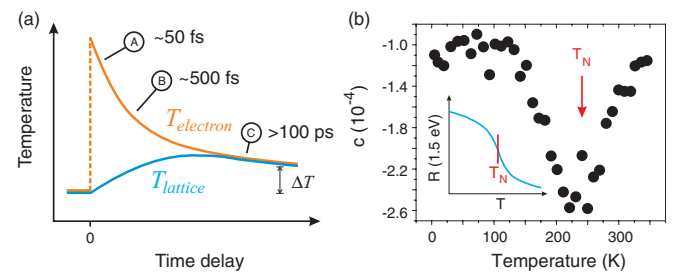 (a)
Temperature
A ~50 fs
B ~500 fs
T_electron
C >100 ps
T_lattice
ΔT
0
Time delay
(b)
c (10^-4)
-1.0
-1.4
-1.8
-2.2
-2.6
T_N
R (1.5 eV)
T_N
T
0 100 200 300
Temperature (K)